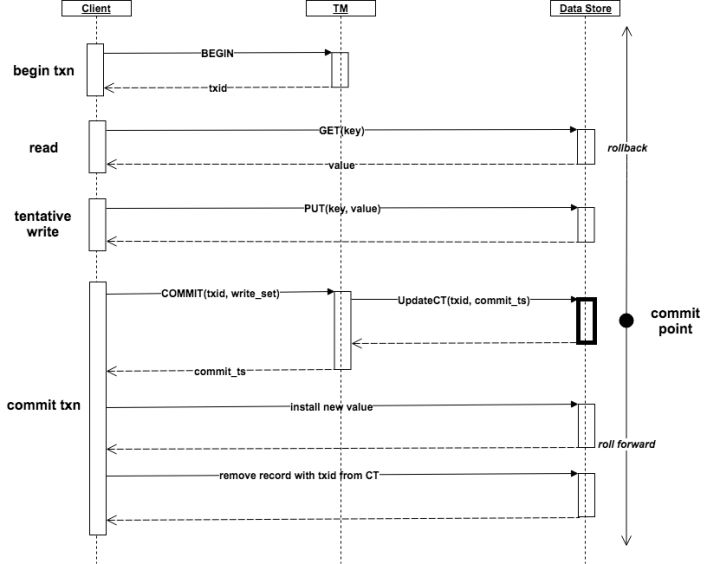 Client
TM
Data Store
BEGIN
begin txn
txid
GET(key)
read
rollback
value
tentative
write
PUT(key, value)
COMMIT(txid, write_set)
UpdateCT(txid, commit_ts)
commit
point
commit_ts
commit txn
install new value
roll forward
remove record with txid from CT